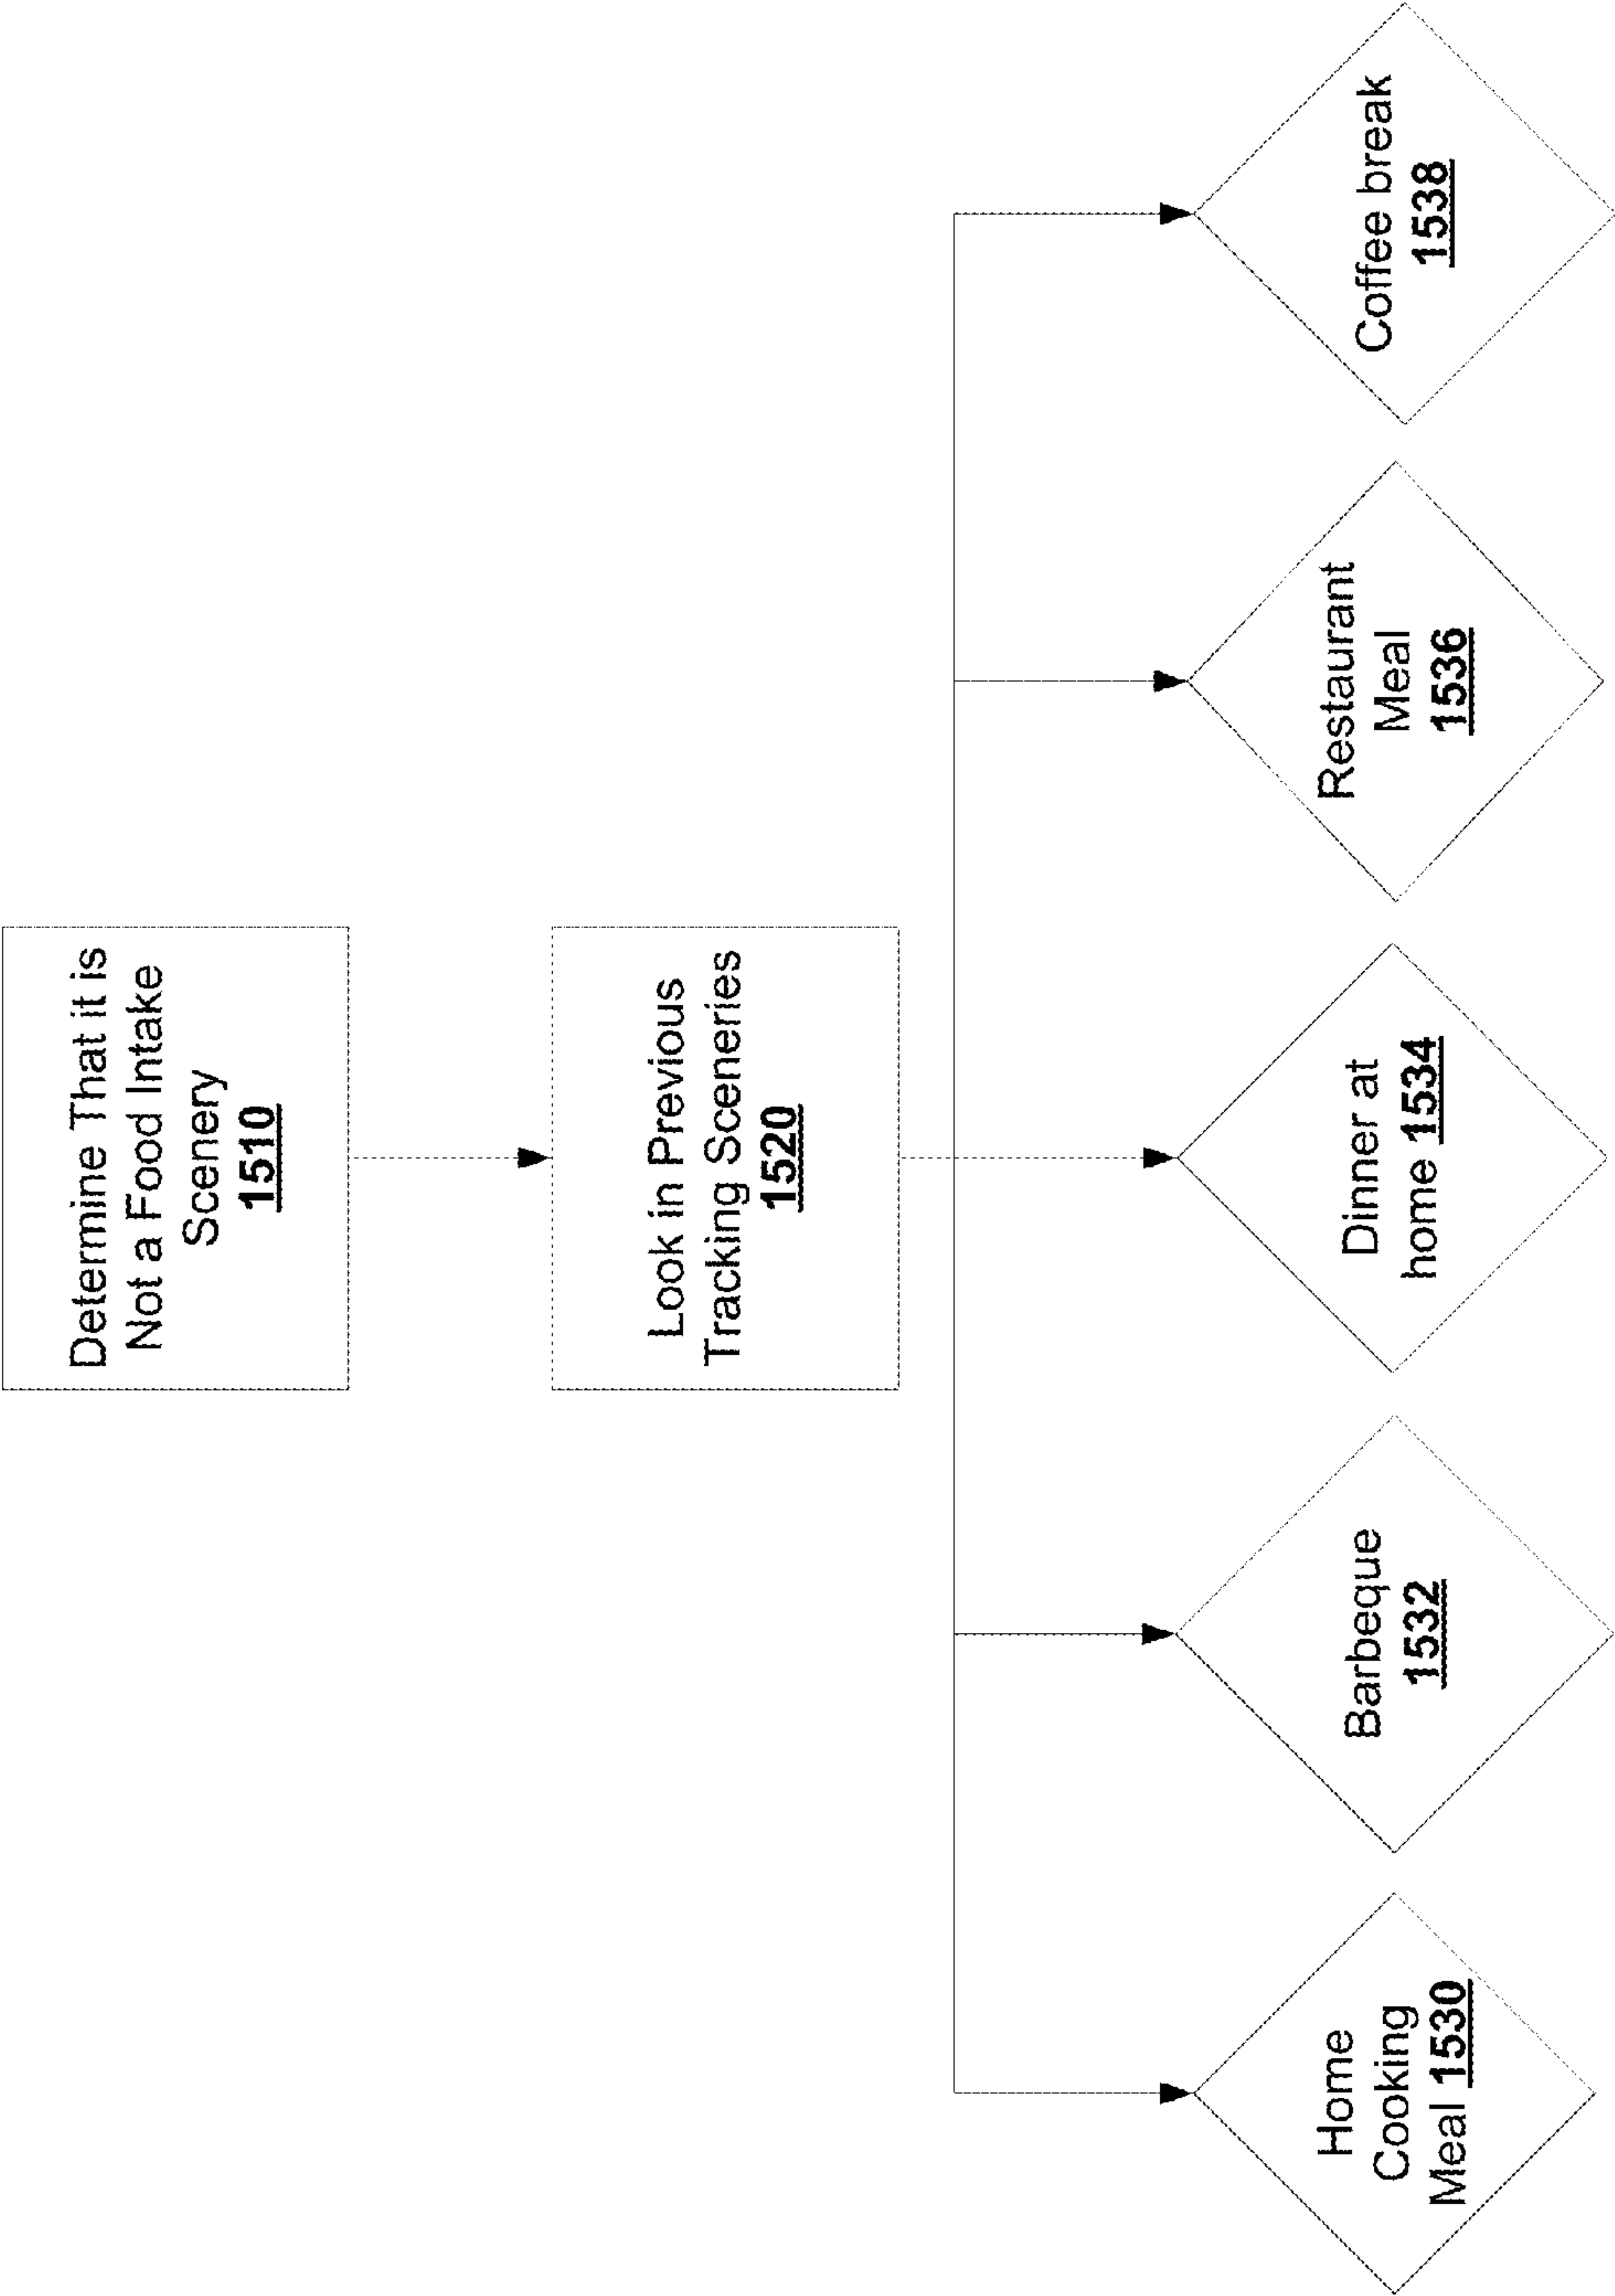 Determine That it is
Not a Food Intake
Scenery
1510
Look in Previous
Tracking Sceneries
1520
Home
Cooking
Meal 1530
Barbeque
1532
Dinner at
home 1534
Restaurant
Meal
1536
Coffee break
1538